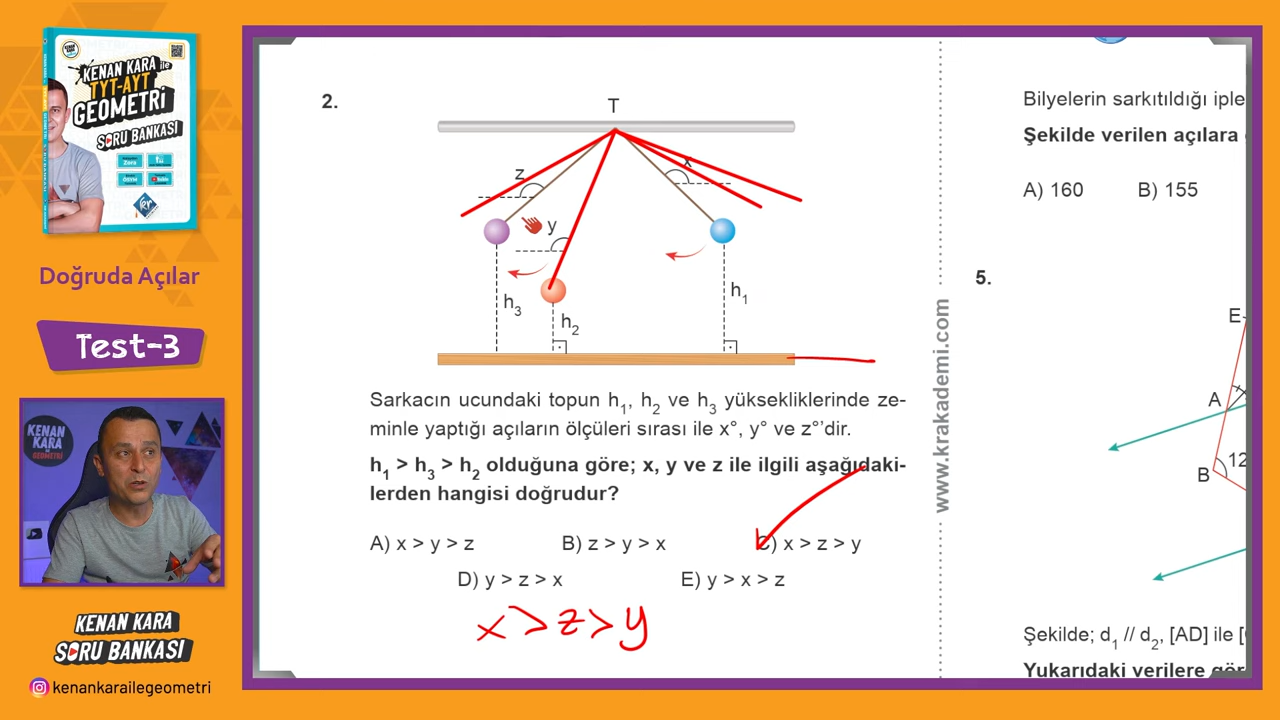 KENAN KARA ile
TYT-AYT
GEOMETRİ
SORU BANKASI
Doğruda Açılar
Test-3
KENAN
KARA
KENAN KARA
SORU BANKASI
kenankarailegeometri
2.
T
z
x
y
h3
h2
h1
Sarkacın ucundaki topun h1, h2 ve h3 yüksekliklerinde ze-
minle yaptığı açıların ölçüleri sırası ile x°, y° ve z°'dir.
h1 > h3 > h2 olduğuna göre; x, y ve z ile ilgili aşağıdaki-
lerden hangisi doğrudur?
A) x > y > z B) z > y > x C) x > z > y
D) y > z > x E) y > x > z
x > z > y
www.krakademi.com
Bilyelerin sarkıtıldığı iple
Şekilde verilen açılara
A) 160 B) 155
5.
E
A
x
B
12
Şekilde; d1 // d2, [AD] ile [
Yukarıdaki verilere gör